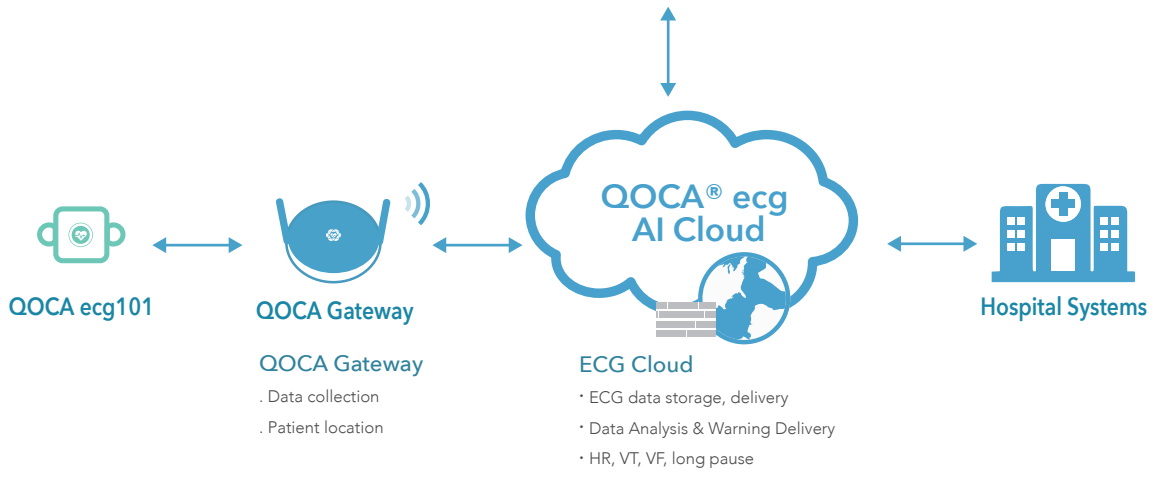 QOCA® ecg
AI Cloud
QOCA ecg101
QOCA Gateway
Hospital Systems
QOCA Gateway
. Data collection
. Patient location
ECG Cloud
· ECG data storage, delivery
· Data Analysis & Warning Delivery
· HR, VT, VF, long pause